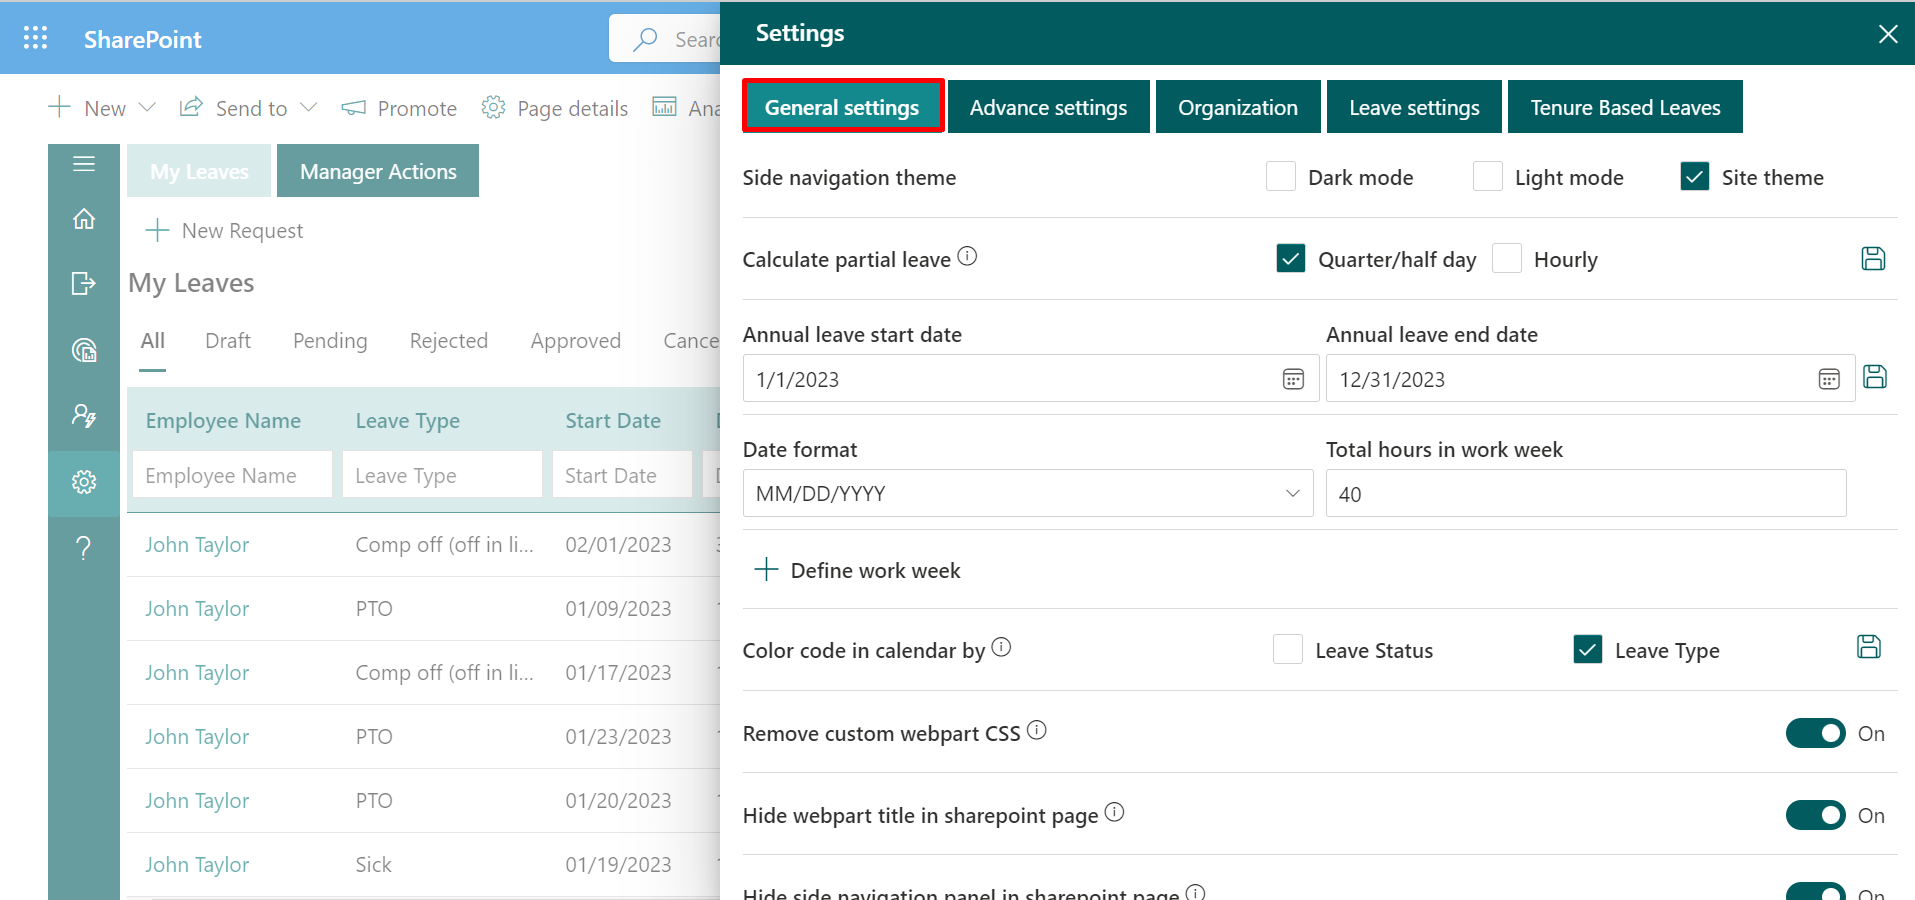 SharePoint
Settings
New
Send to
Promote
Page details
General settings
Advance settings
Organization
Leave settings
Tenure Based Leaves
My Leaves
Manager Actions
Side navigation theme
Dark mode
Light mode
Site theme
New Request
Calculate partial leave
Quarter/half day
Hourly
My Leaves
All
Draft
Pending
Rejected
Approved
Annual leave start date
Annual leave end date
1/1/2023
12/31/2023
Employee Name
Leave Type
Start Date
Date format
Total hours in work week
Employee Name
Leave Type
Start Date
MM/DD/YYYY
40
John Taylor
Comp off (off in li...
02/01/2023
Define work week
John Taylor
PTO
01/09/2023
Color code in calendar by
Leave Status
Leave Type
John Taylor
Comp off (off in li...
01/17/2023
John Taylor
PTO
01/23/2023
Remove custom webpart CSS
On
John Taylor
PTO
01/20/2023
Hide webpart title in sharepoint page
On
John Taylor
Sick
01/19/2023
Hide side navigation panel in sharepoint page
On